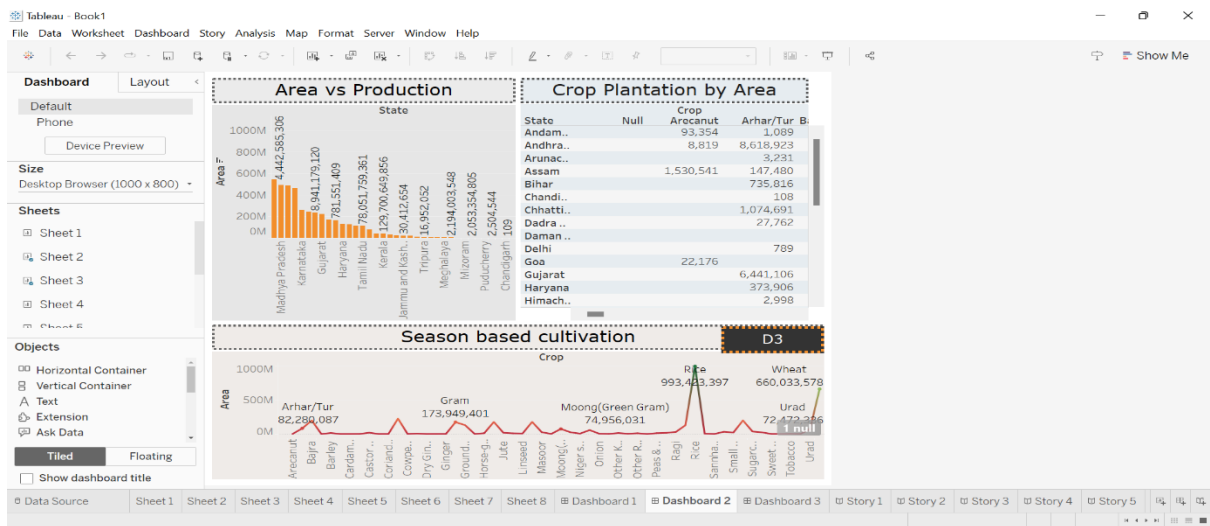 Tableau - Book1
File Data Worksheet Dashboard Story Analysis Map Format Server Window Help
Show Me
Dashboard Layout
Default
Phone
Device Preview
Size
Desktop Browser (1000 x 800)
Sheets
Sheet 1
Sheet 2
Sheet 3
Sheet 4
Objects
Horizontal Container
Vertical Container
Text
Extension
Ask Data
Tiled Floating
Show dashboard title
Area vs Production
State
Area
1000M
800M
600M
400M
200M
0M
4,442,585,306
8,941,179,120
781,551,409
78,051,759,361
129,700,649,856
30,412,654
16,952,052
2,194,003,548
2,053,354,805
2,504,544
109
Madhya Pradesh
Karnataka
Gujarat
Haryana
Tamil Nadu
Kerala
Jammu and Kash..
Tripura
Meghalaya
Mizoram
Puducherry
Chandigarh
Crop Plantation by Area
Crop
State Null Arecanut Arhar/Tur
Andam.. 93,354 1,089
Andhra.. 8,819 8,618,923
Arunac.. 3,231
Assam 1,530,541 147,480
Bihar 735,816
Chandi.. 108
Chhatti.. 1,074,691
Dadra .. 27,762
Daman ..
Delhi 789
Goa 22,176
Gujarat 6,441,106
Haryana 373,906
Himach.. 2,998
Season based cultivation
D3
Crop
Area
1000M
500M
0M
Arhar/Tur
82,280,087
Gram
173,949,401
Moong(Green Gram)
74,956,031
Rice
993,423,397
Wheat
660,033,578
Urad
1 null
Arecanut
Bajra
Barley
Cardam..
Castor ..
Coriand..
Cowpe..
Dry Gin..
Ginger
Ground..
Horse-g..
Jute
Linseed
Masoor
Moong(..
Niger s..
Onion
Other K..
Other R..
Peas & ..
Ragi
Rice
Sannha..
Small ..
Sugarc..
Sweet ..
Tobacco
Urad
Data Source Sheet 1 Sheet 2 Sheet 3 Sheet 4 Sheet 5 Sheet 6 Sheet 7 Sheet 8 Dashboard 1 Dashboard 2 Dashboard 3 Story 1 Story 2 Story 3 Story 4 Story 5